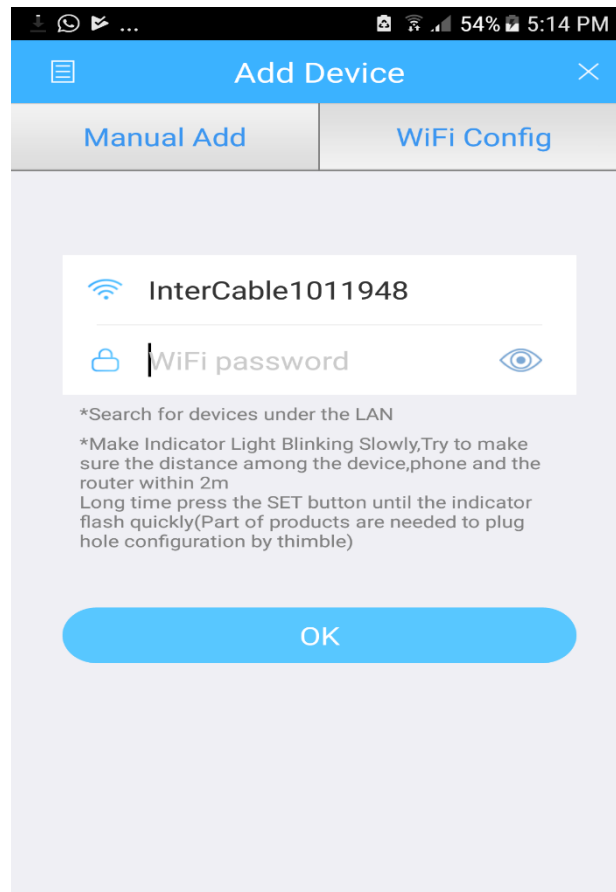 ... 54% 5:14 PM
Add Device
Manual Add WiFi Config
InterCable1011948
WiFi password
*Search for devices under the LAN
*Make Indicator Light Blinking Slowly,Try to make
sure the distance among the device,phone and the
router within 2m
Long time press the SET button until the indicator
flash quickly(Part of products are needed to plug
hole configuration by thimble)
OK